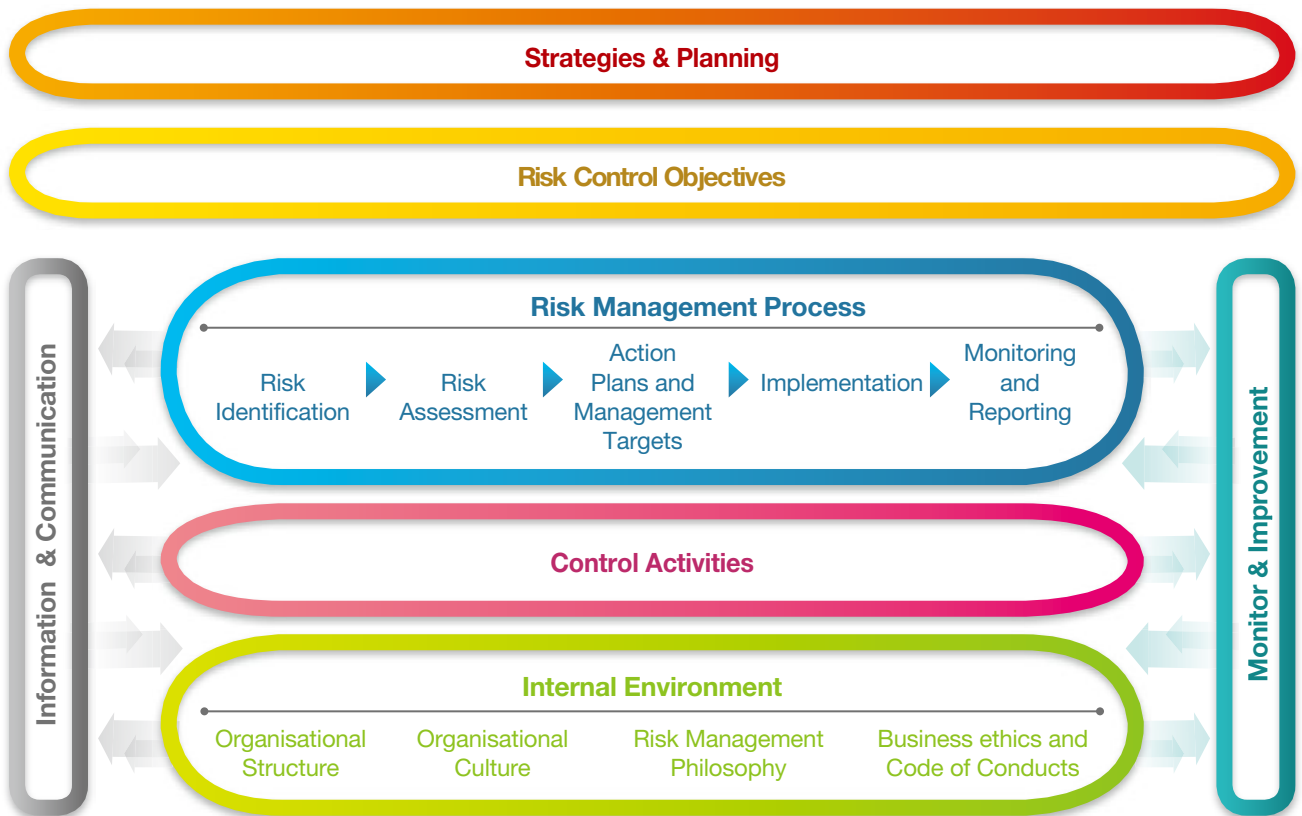 Strategies & Planning
Risk Control Objectives
Information & Communication
Risk Management Process
Risk
Identification
Risk
Assessment
Action
Plans and
Management
Targets
Implementation
Monitoring
and
Reporting
Control Activities
Internal Environment
Organisational
Structure
Organisational
Culture
Risk Management
Philosophy
Business ethics and
Code of Conducts
Monitor & Improvement